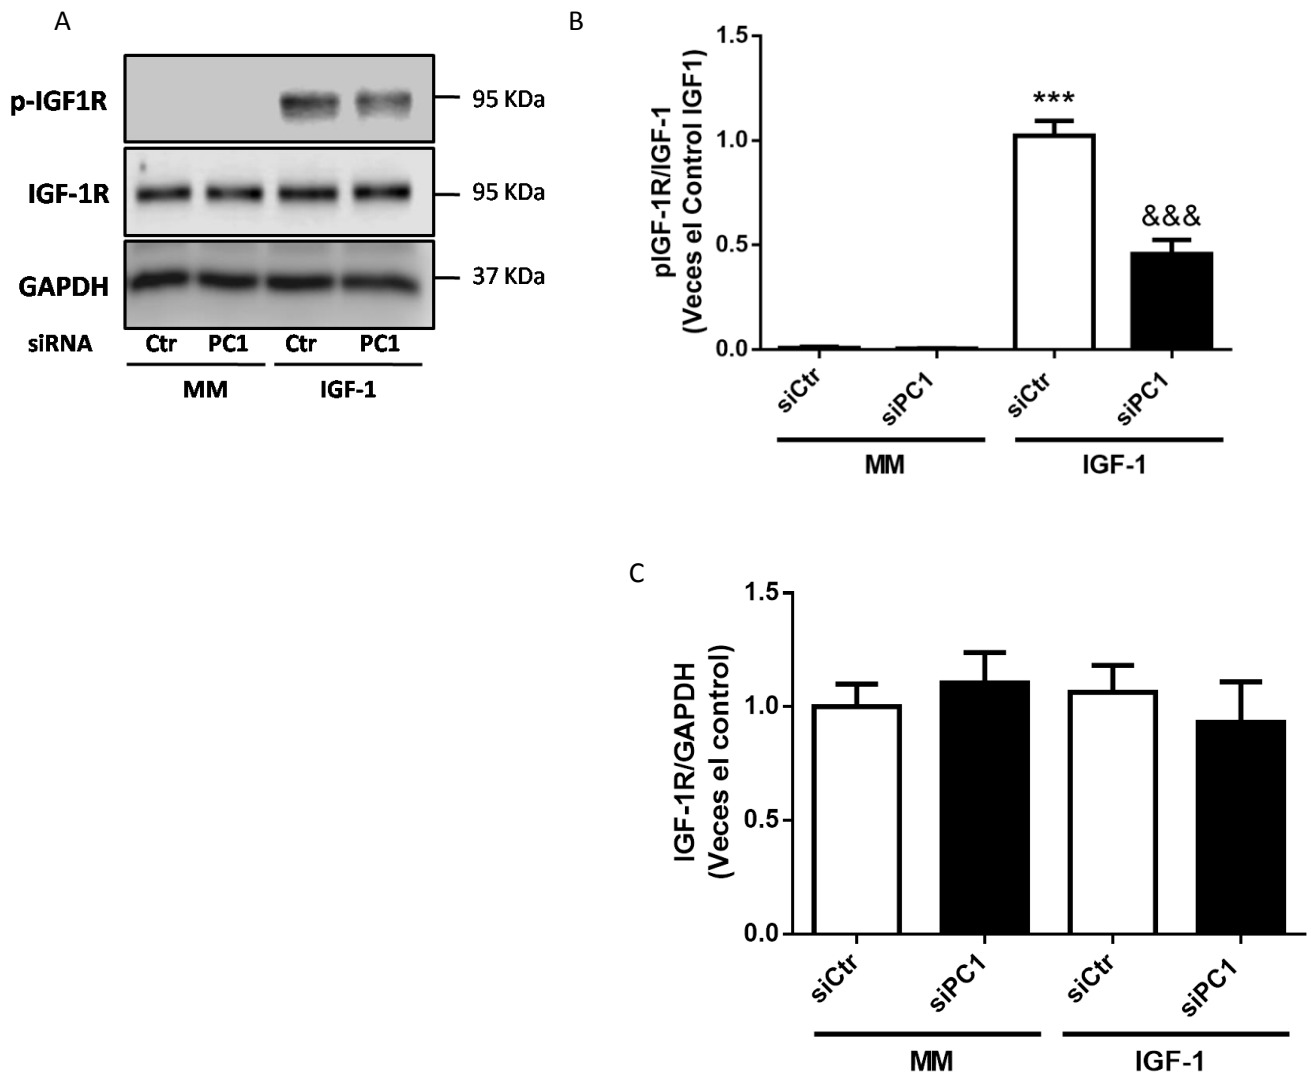 A
p-IGF1R
95 KDa
IGF-1R
95 KDa
GAPDH
37 KDa
siRNA Ctr PC1 Ctr PC1
MM IGF-1
B
pIGF-1R/IGF-1
(Veces el Control IGF1)
1.5
1.0
0.5
0.0
***
&&&
siCtr siPC1 siCtr siPC1
MM IGF-1
C
IGF-1R/GAPDH
(Veces el control)
1.5
1.0
0.5
0.0
siCtr siPC1 siCtr siPC1
MM IGF-1